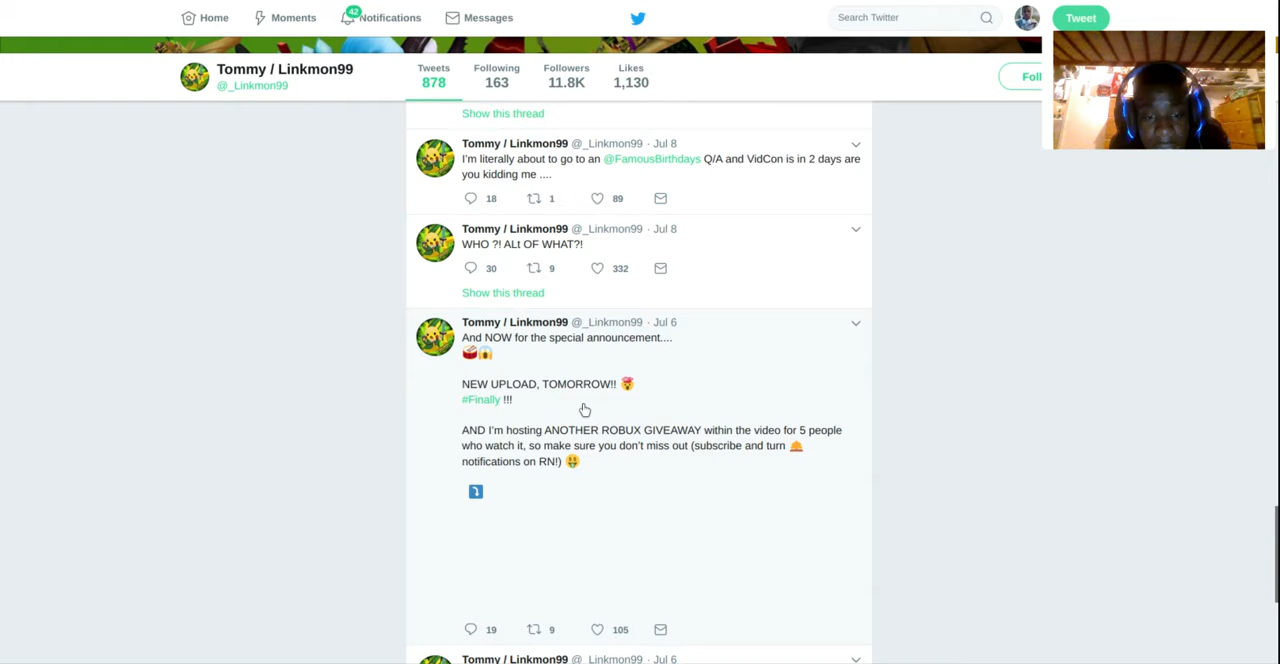 Home
Moments
42
Notifications
Messages
Search Twitter
Tweet
Tommy / Linkmon99
@_Linkmon99
Tweets
878
Following
163
Followers
11.8K
Likes
1,130
Foll
Show this thread
Tommy / Linkmon99 @_Linkmon99 · Jul 8
I'm literally about to go to an @FamousBirthdays Q/A and VidCon is in 2 days are
you kidding me ....
18 1 89
Tommy / Linkmon99 @_Linkmon99 · Jul 8
WHO ?! ALt OF WHAT?!
30 9 332
Show this thread
Tommy / Linkmon99 @_Linkmon99 · Jul 6
And NOW for the special announcement....
🥁😱
NEW UPLOAD, TOMORROW!! 🤯
#Finally !!!
AND I'm hosting ANOTHER ROBUX GIVEAWAY within the video for 5 people
who watch it, so make sure you don't miss out (subscribe and turn 🛎
notifications on RN!) 🤑
⤵
19 9 105
Tommy / Linkmon99 @_Linkmon99 · Jul 6